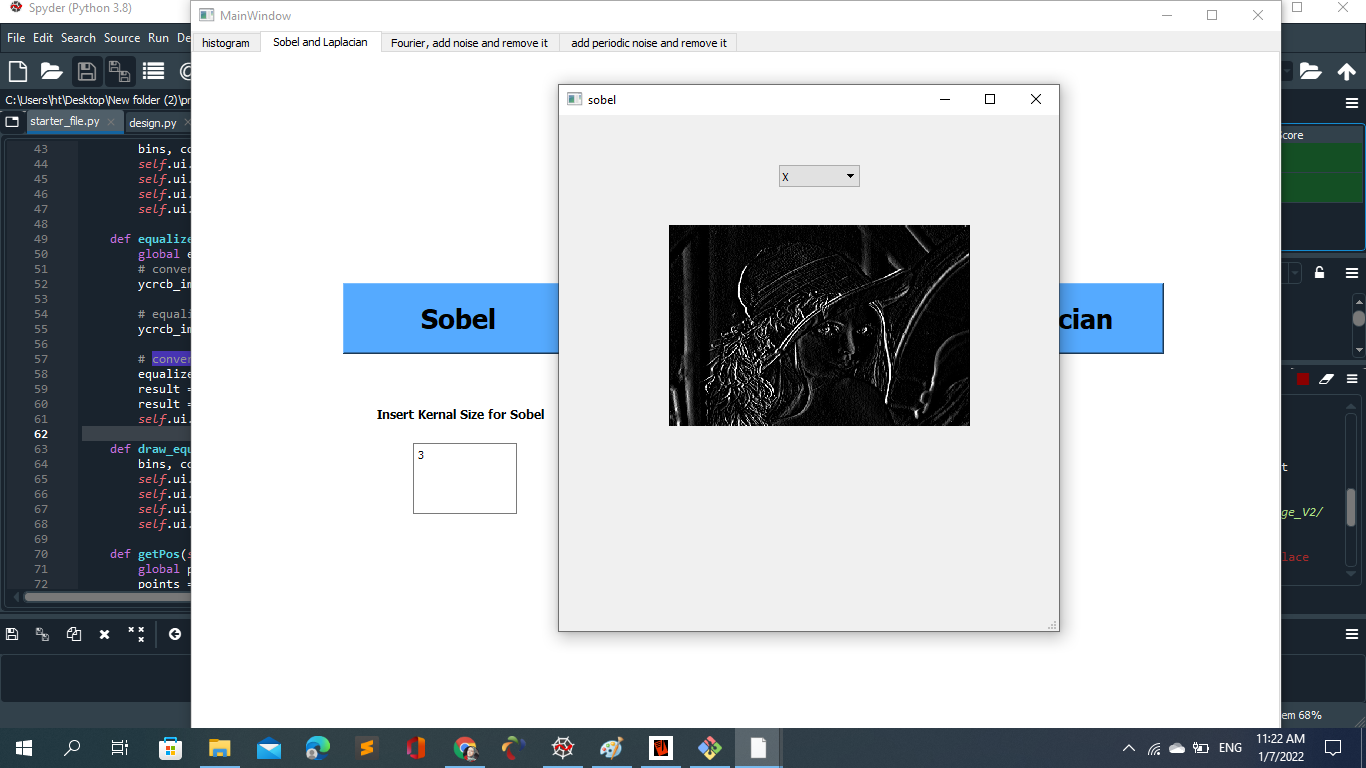 Spyder (Python 3.8)
File Edit Search Source Run De
C:\Users\ht\Desktop\New folder (2)\pr
starter_file.py
design.py
43 bins, co
44 self.ui.
45 self.ui.
46 self.ui.
47 self.ui.
48
49 def equalize
50 global e
51 # conver
52 ycrcb_im
53
54 # equali
55 ycrcb_im
56
57 # conver
58 equalize
59 result =
60 result =
61 self.ui.
62
63 def draw_equ
64 bins, co
65 self.ui.
66 self.ui.
67 self.ui.
68 self.ui.
69
70 def getPos(s
71 global p
72 points =
MainWindow
histogram
Sobel and Laplacian
Fourier, add noise and remove it
add periodic noise and remove it
Sobel
cian
Insert Kernal Size for Sobel
3
sobel
X
core
t
ge_V2/
lace
em 68%
ENG
11:22 AM
1/7/2022